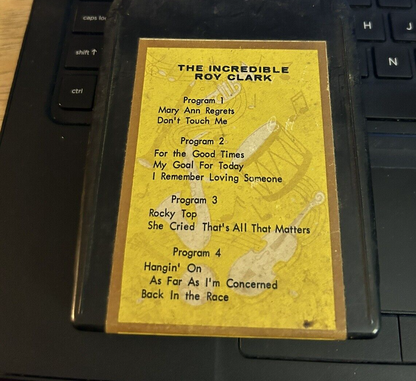 caps lo
shift ↑
ctrl
H
J
N
THE INCREDIBLE
ROY CLARK
Program 1
Mary Ann Regrets
Don't Touch Me
Program 2
For the Good Times
My Goal For Today
I Remember Loving Someone
Program 3
Rocky Top
She Cried That's All That Matters
Program 4
Hangin' On
As Far As I'm Concerned
Back In the Race